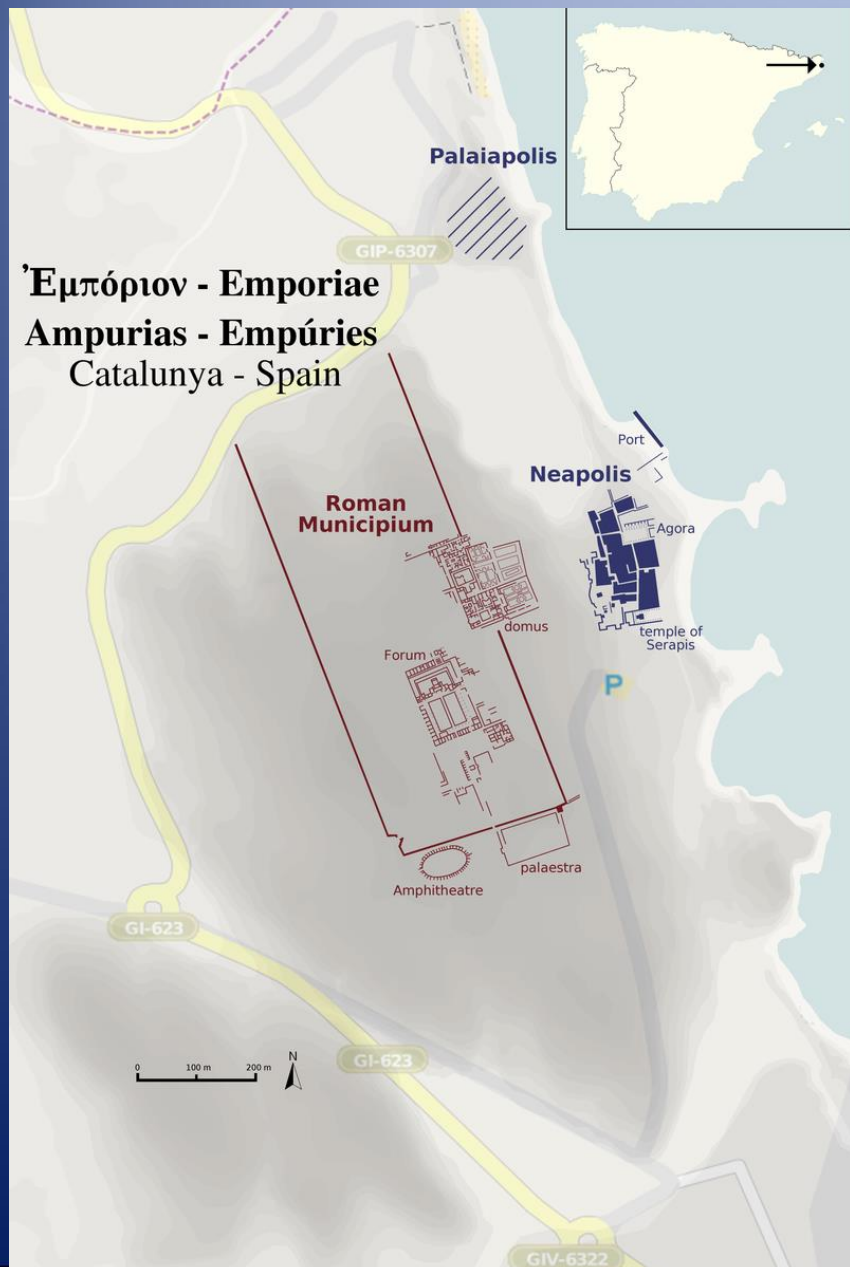 Palaiapolis
GIP-6307
Ἐμπόριον - Emporiae
Ampurias - Empúries
Catalunya - Spain
Port
Neapolis
Roman
Municipium
Agora
domus
temple of
Serapis
Forum
P
palaestra
Amphitheatre
GI-623
GI-623
N
0 100 m 200 m
GIV-6322